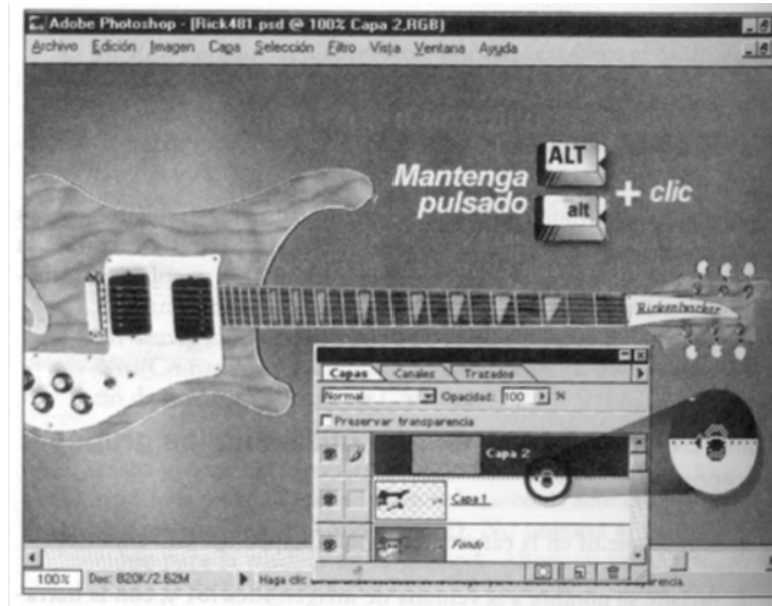 Adobe Photoshop - [Rick481.psd @ 100% Capa 2,RGB]
Archivo Edición Imagen Capa Selección Filtro Vista Ventana Ayuda
Mantenga pulsado
ALT
alt
+ clic
Rickenbacker
Capas Canales Trazados
Normal Opacidad: 100 %
Preservar transparencia
Capa 2
Capa 1
Fondo
100% Doc: 820K/2.62M Haga clic